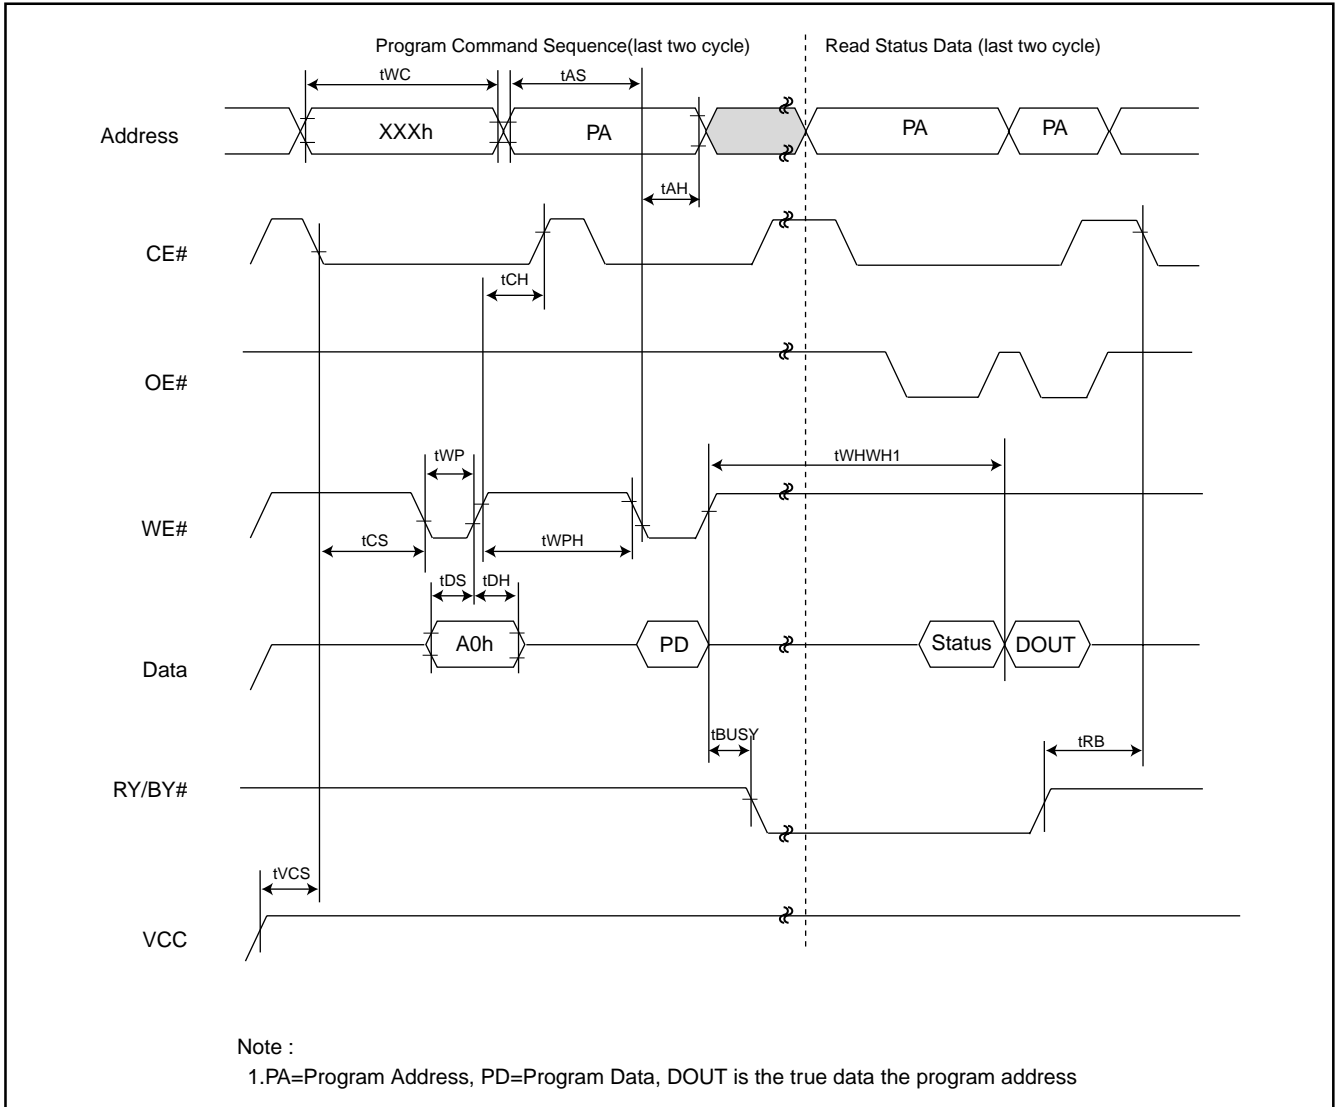 Program Command Sequence(last two cycle)
Read Status Data (last two cycle)
tWC
tAS
Address
XXXh
PA
PA
PA
tAH
CE#
tCH
OE#
tWP
tWHWH1
WE#
tCS
tWPH
tDS
tDH
A0h
PD
Status
DOUT
Data
tBUSY
tRB
RY/BY#
tVCS
VCC
Note :
1.PA=Program Address, PD=Program Data, DOUT is the true data the program address